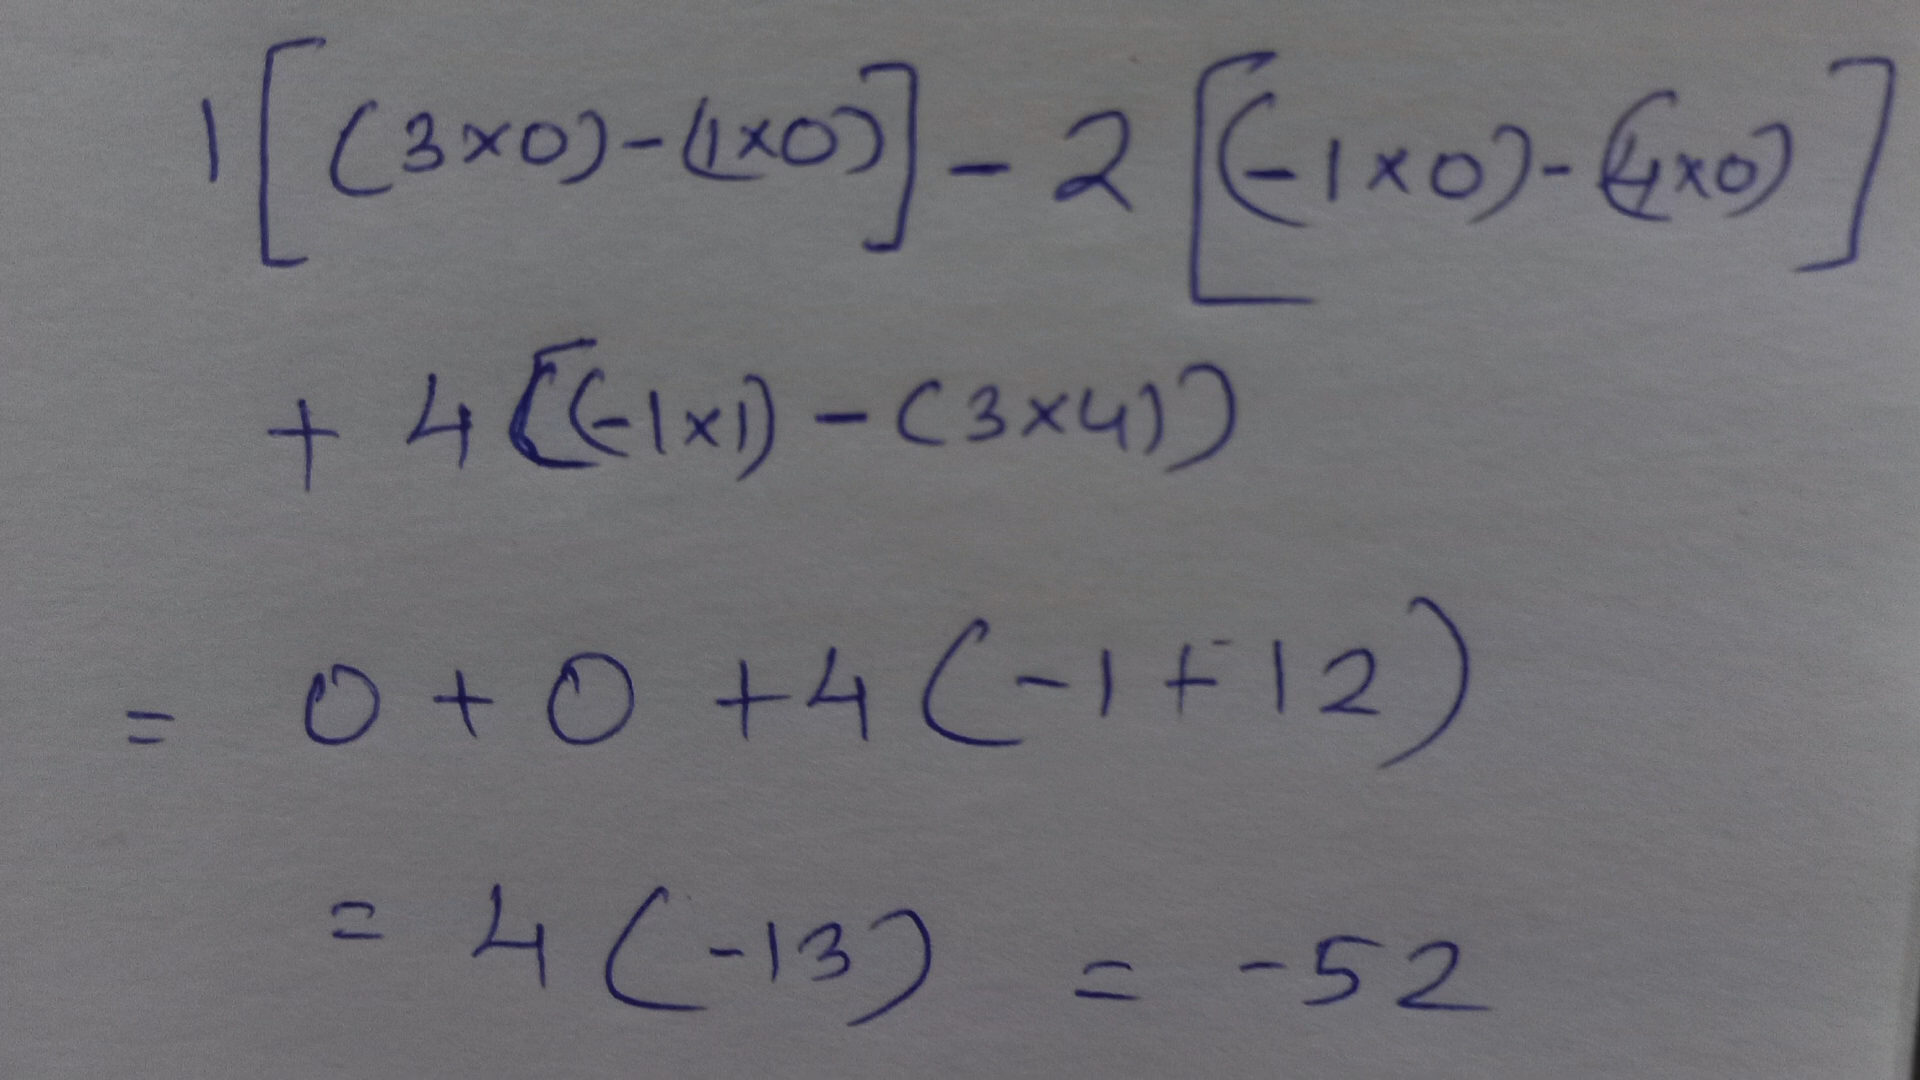 1[(3×0)-(1×0)]-2[(-1×0)-(4×0)]
+4[(-1×1)-(3×4))
= 0+0+4(-1+-12)
= 4(-13) = -52